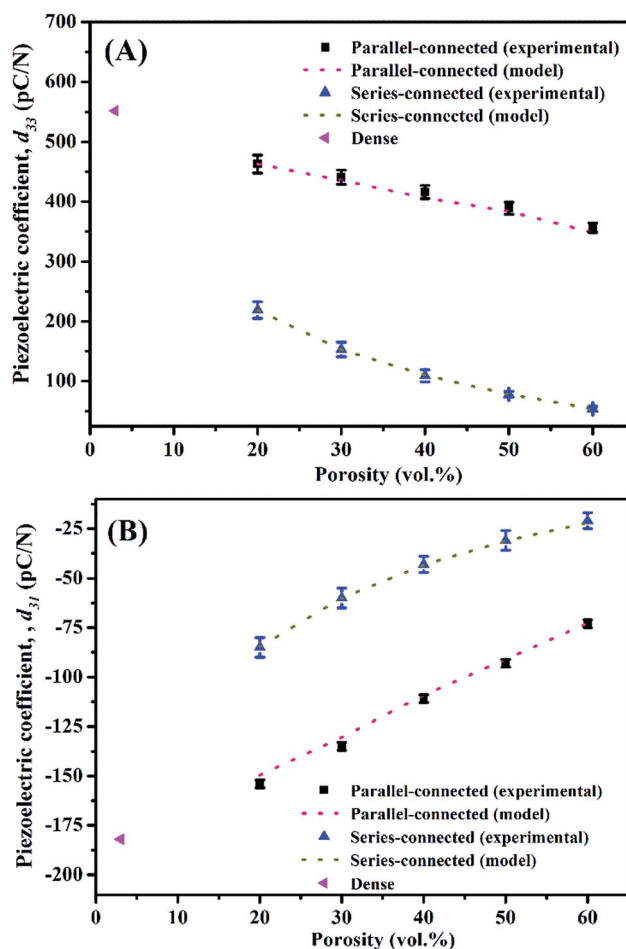 700
600
500
400
300
200
100
0 10 20 30 40 50 60
Porosity (vol.%)
Piezoelectric coefficient, d33 (pC/N)
(A)
Parallel-connected (experimental)
Parallel-connected (model)
Series-connected (experimental)
Series-connected (model)
Dense
-25
-50
-75
-100
-125
-150
-175
-200
0 10 20 30 40 50 60
Porosity (vol.%)
Piezoelectric coefficient, , d31 (pC/N)
(B)
Parallel-connected (experimental)
Parallel-connected (model)
Series-connected (experimental)
Series-connected (model)
Dense